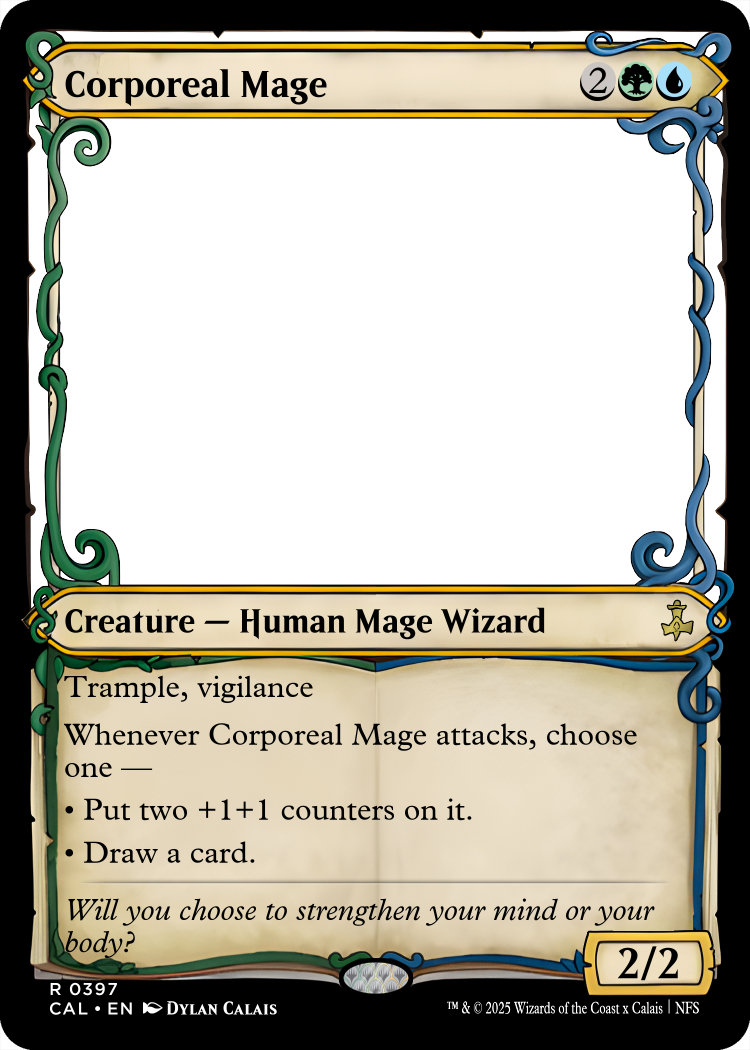 Corporeal Mage 2
Creature — Human Mage Wizard
Trample, vigilance
Whenever Corporeal Mage attacks, choose
one —
• Put two +1+1 counters on it.
• Draw a card.
Will you choose to strengthen your mind or your
body?
2/2
R 0397
CAL • EN DYLAN CALAIS
™ & © 2025 Wizards of the Coast x Calais | NFS